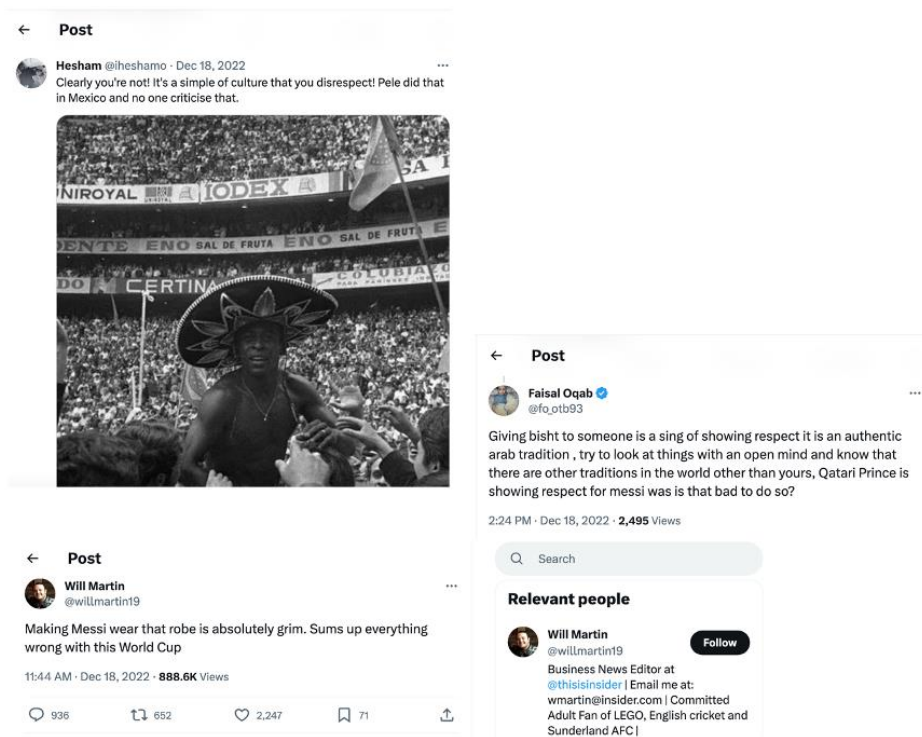 ← Post
Hesham @iheshamo · Dec 18, 2022
Clearly you're not! It's a simple of culture that you disrespect! Pele did that
in Mexico and no one criticise that.
UNIROYAL
UNIROYAL
IODEX
SA
DENTE ENO SAL DE FRUTA ENO SAL DE FRUTA E
DO
CERTINA
COLUBIA
← Post
Faisal Oqab
@fo_otb93
Giving bisht to someone is a sing of showing respect it is an authentic
arab tradition , try to look at things with an open mind and know that
there are other traditions in the world other than yours, Qatari Prince is
showing respect for messi was is that bad to do so?
2:24 PM · Dec 18, 2022 · 2,495 Views
← Post
Will Martin
@willmartin19
Making Messi wear that robe is absolutely grim. Sums up everything
wrong with this World Cup
11:44 AM · Dec 18, 2022 · 888.6K Views
936 652 2,247 71
Search
Relevant people
Will Martin
@willmartin19
Follow
Business News Editor at
@thisisinsider | Email me at:
wmartin@insider.com | Committed
Adult Fan of LEGO, English cricket and
Sunderland AFC |